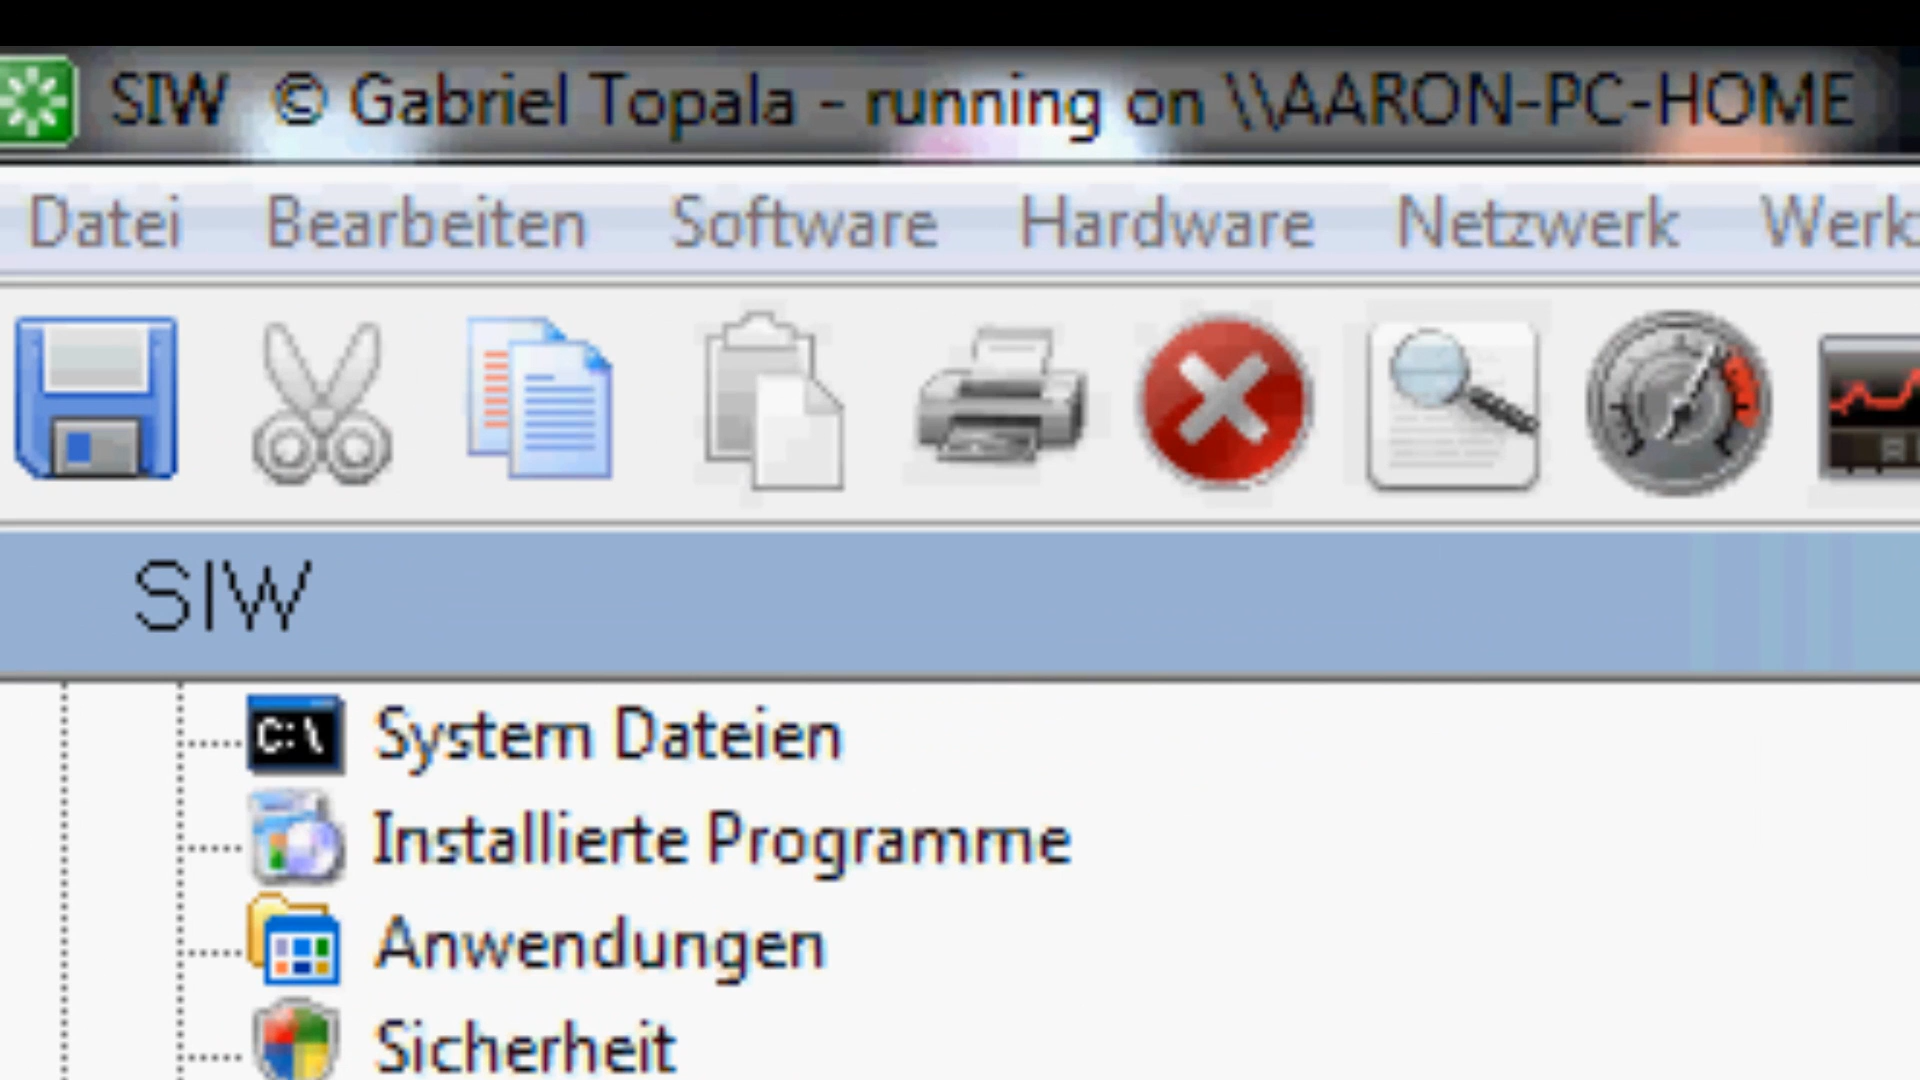 SIW © Gabriel Topala - running on \\AARON-PC-HOME
Datei Bearbeiten Software Hardware Netzwerk Werkz
SIW
C:\ System Dateien
Installierte Programme
Anwendungen
Sicherheit